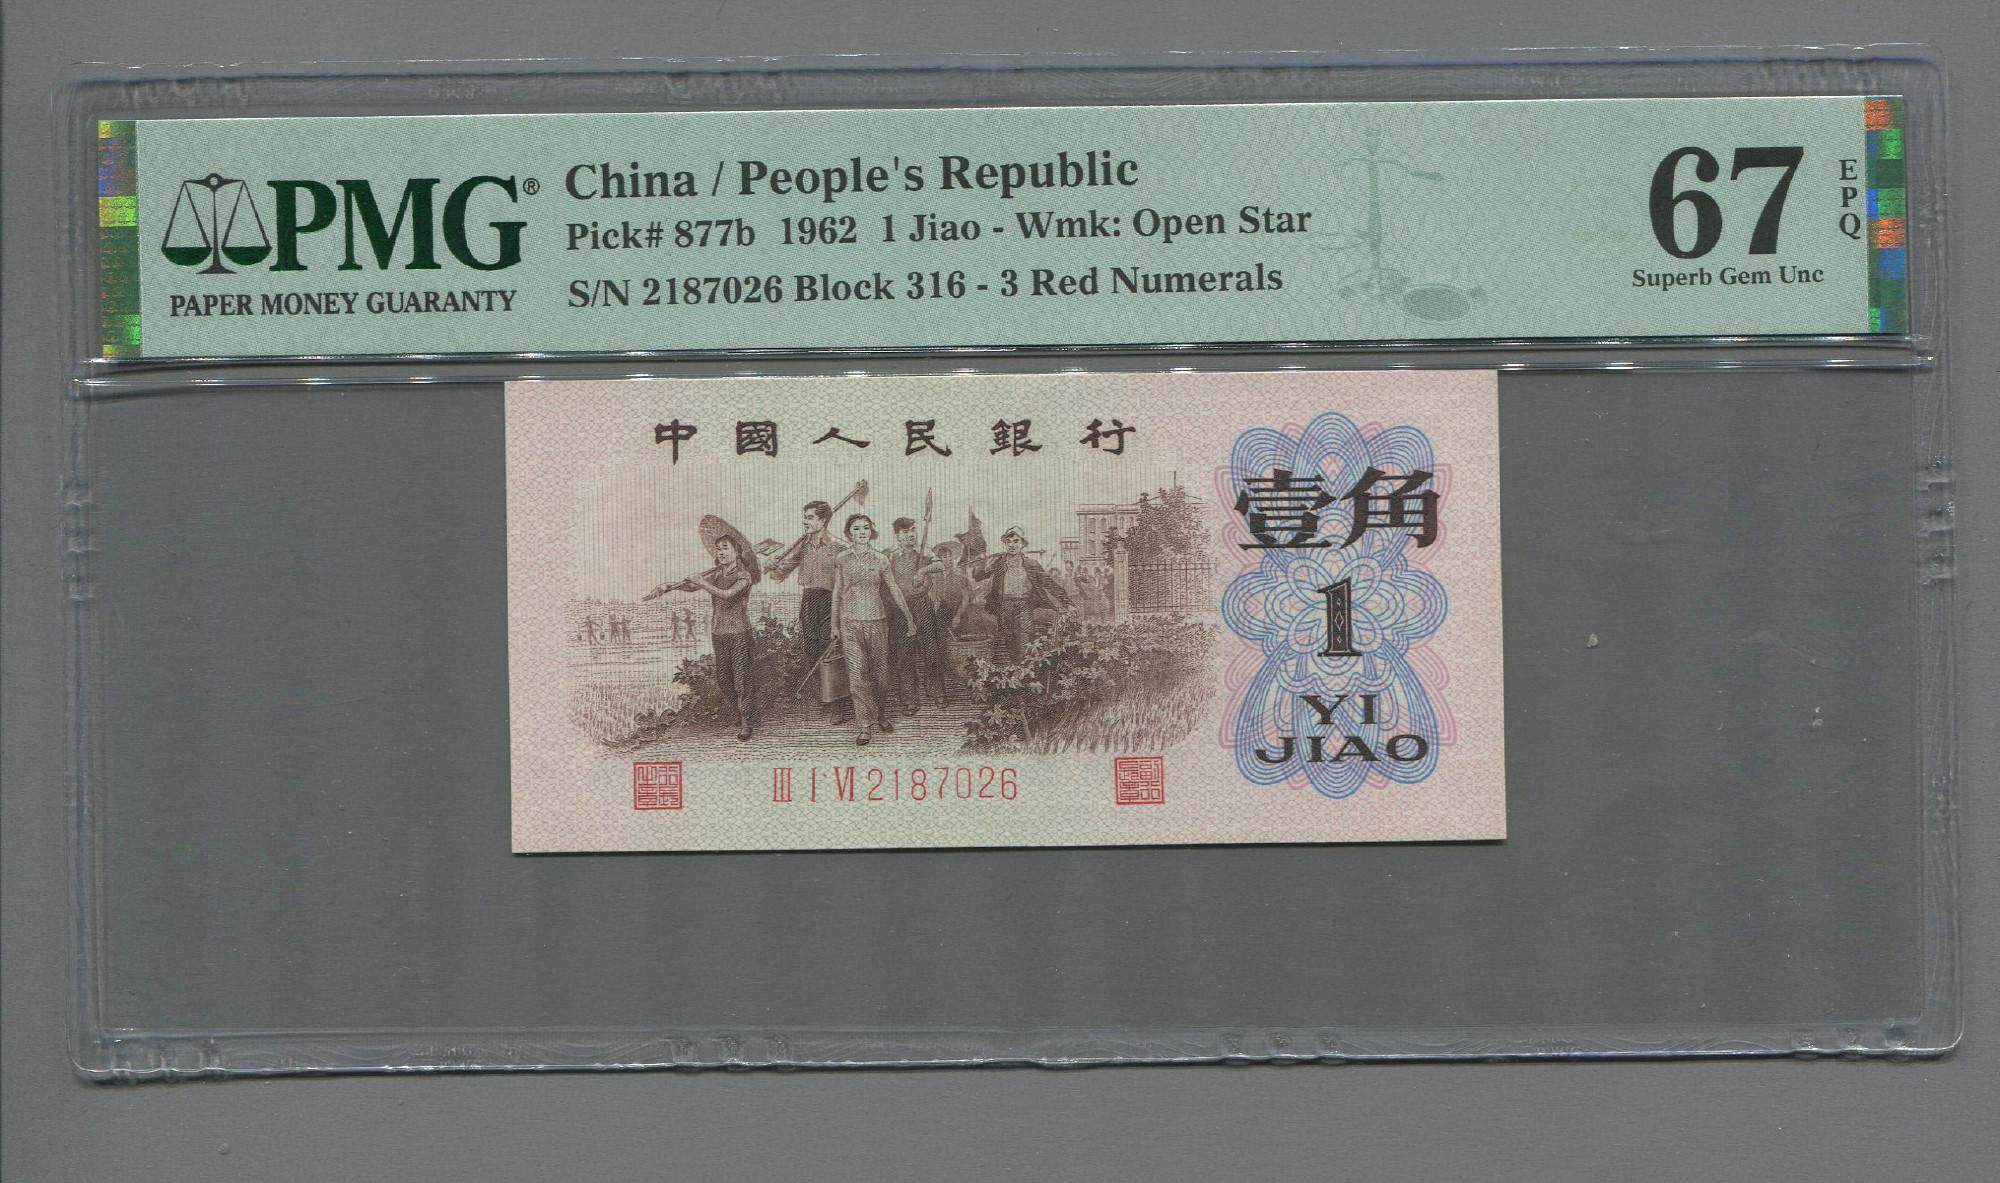 PMG®
PAPER MONEY GUARANTY
China / People's Republic
Pick# 877b 1962 1 Jiao - Wmk: Open Star
S/N 2187026 Block 316 - 3 Red Numerals
67
EPQ
Superb Gem Unc
中國人民銀行
壹角
1
YI
JIAO
III I VI 2187026